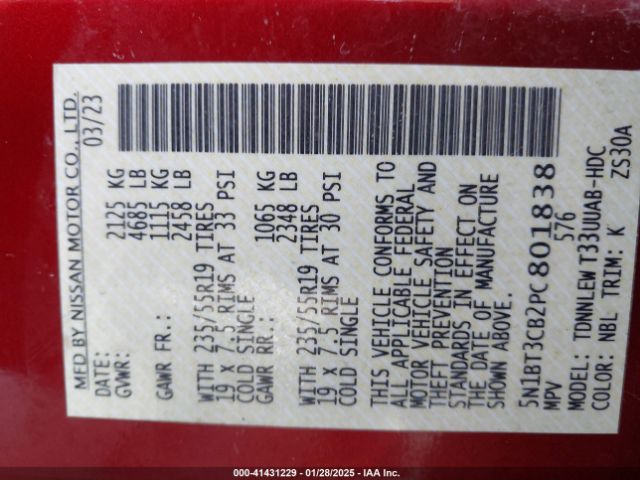 MFD BY NISSAN MOTOR CO., LTD.
DATE: 03/23
GVWR: 2125 KG
4685 LB
GAWR FR.: 1115 KG
2458 LB
WITH 235/55R19 TIRES
19 X 7.5 RIMS AT 33 PSI
COLD SINGLE
GAWR RR.: 1065 KG
2348 LB
WITH 235/55R19 TIRES
19 X 7.5 RIMS AT 30 PSI
COLD SINGLE
THIS VEHICLE CONFORMS TO
ALL APPLICABLE FEDERAL
MOTOR VEHICLE SAFETY AND
THEFT PREVENTION
STANDARDS IN EFFECT ON
THE DATE OF MANUFACTURE
SHOWN ABOVE.
5N1BT3CB2PC801838
MPV 576
MODEL: TDNNLEW T33UUAB-HDC
COLOR: NBL TRIM: K ZS30A
000-41431229 — 01/28/2025 — IAA Inc.